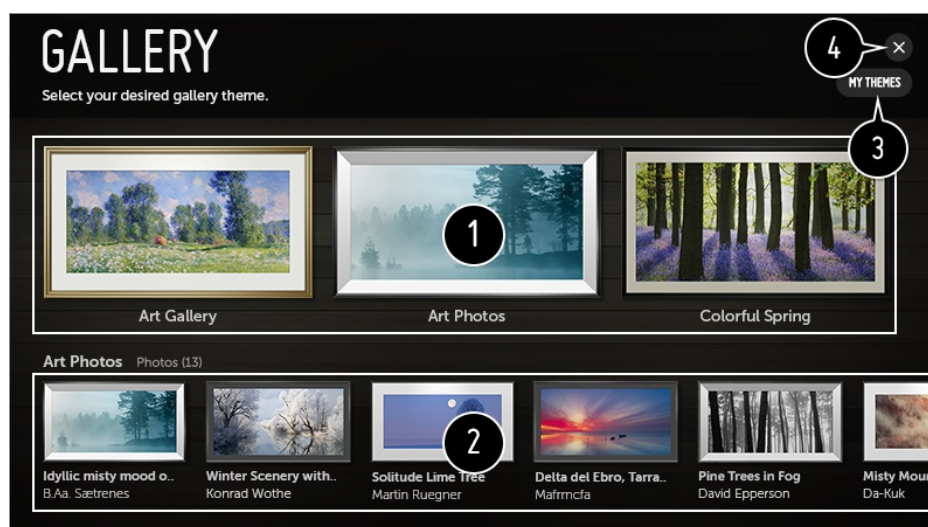 GALLERY
Select your desired gallery theme.
4
MY THEMES
3
1
Art Gallery
Art Photos
Colorful Spring
Art Photos Photos (13)
2
Idyllic misty mood o..
B.Aa. Sætrenes
Winter Scenery with..
Konrad Wothe
Solitude Lime Tree
Martin Ruegner
Delta del Ebro, Tarra..
Mafrmcfa
Pine Trees in Fog
David Epperson
Misty Mour
Da-Kuk